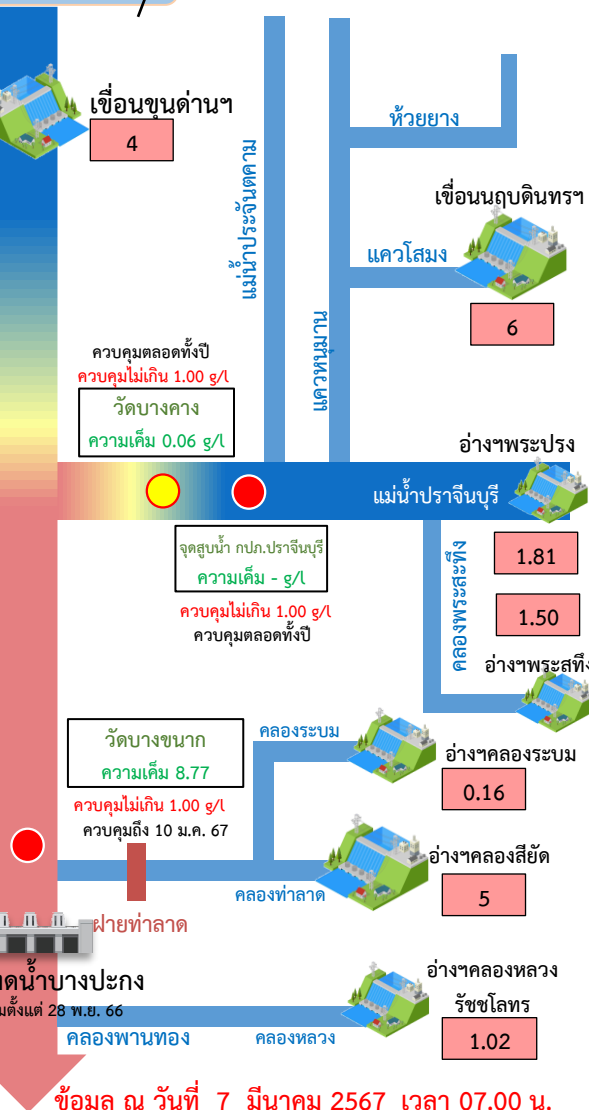 เขื่อนขุนด่านฯ
4
แม่น้ำประจันตคาม
ห้วยยาง
เขื่อนนฤบดินทรฯ
แควโสมง
6
แควหนุมาน
ควบคุมตลอดทั้งปี
ควบคุมไม่เกิน 1.00 g/l
วัดบางคาง
ความเค็ม 0.06 g/l
อ่างฯพระปรง
แม่น้ำปราจีนบุรี
จุดสูบน้ำ กปภ.ปราจีนบุรี
ความเค็ม - g/l
ควบคุมไม่เกิน 1.00 g/l
ควบคุมตลอดทั้งปี
คลองพระสะทึง
1.81
1.50
อ่างฯพระสทึง
วัดบางขนาก
ความเค็ม 8.77
ควบคุมไม่เกิน 1.00 g/l
ควบคุมถึง 10 ม.ค. 67
คลองระบม
อ่างฯคลองระบม
0.16
อ่างฯคลองสียัด
5
คลองท่าลาด
ฝายท่าลาด
ทดน้ำบางปะกง
ตั้งแต่ 28 พ.ย. 66
คลองพานทอง
คลองหลวง
อ่างฯคลองหลวง
รัชชโลทร
1.02
ข้อมูล ณ วันที่ 7 มีนาคม 2567 เวลา 07.00 น.